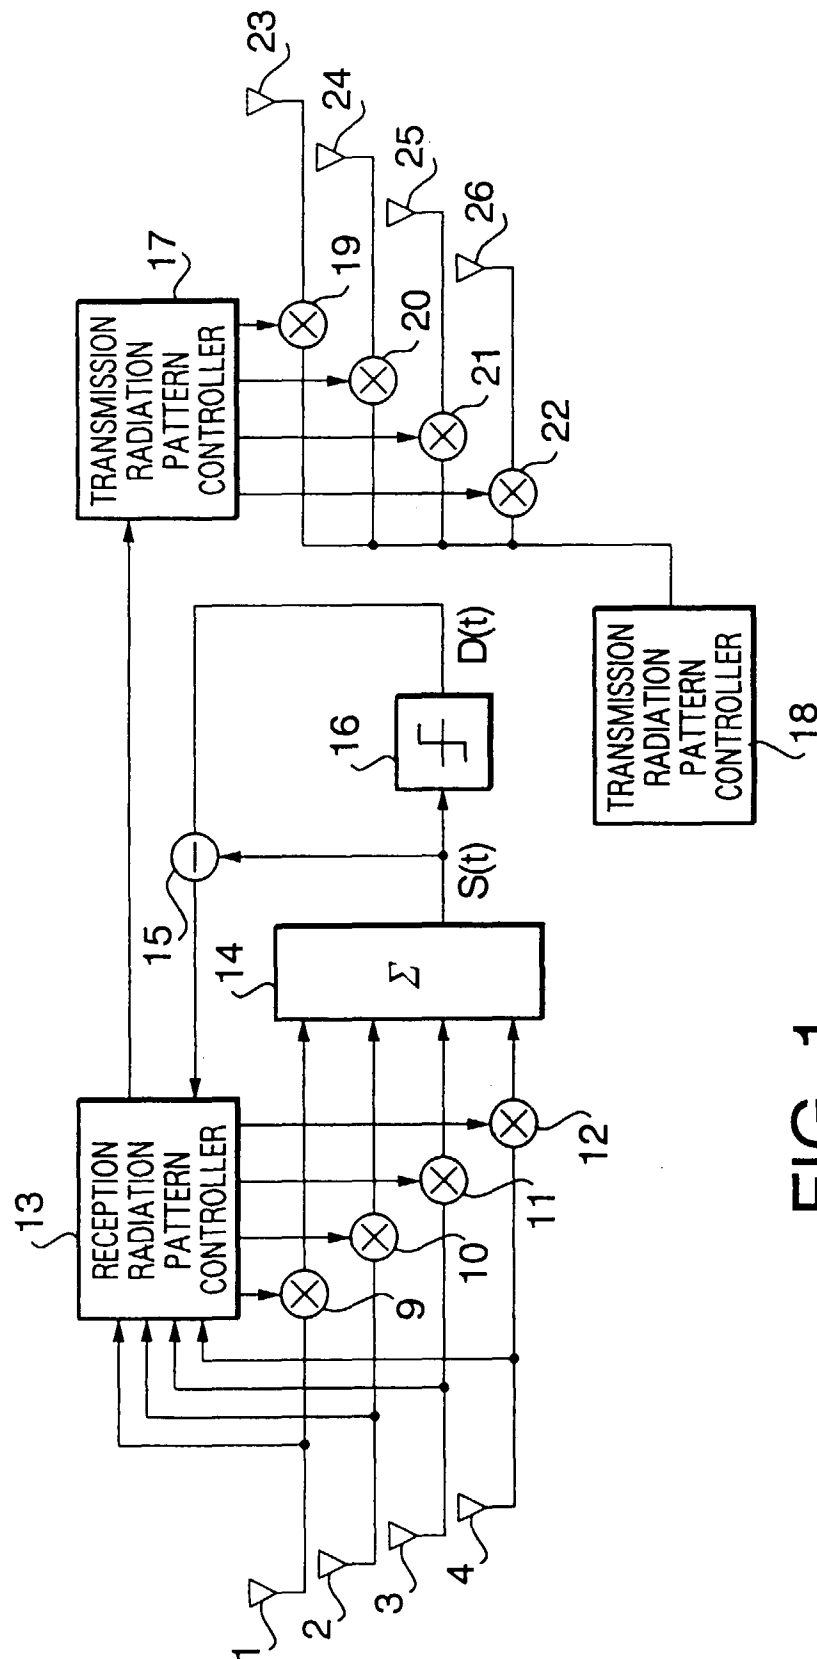 13
RECEPTION
RADIATION
PATTERN
CONTROLLER
15
17
TRANSMISSION
RADIATION
PATTERN
CONTROLLER
23
24
25
26
19
20
21
22
14
Σ
16
S(t)
D(t)
9
10
11
12
1
2
3
4
TRANSMISSION
RADIATION
PATTERN
CONTROLLER
18
FIG. 1